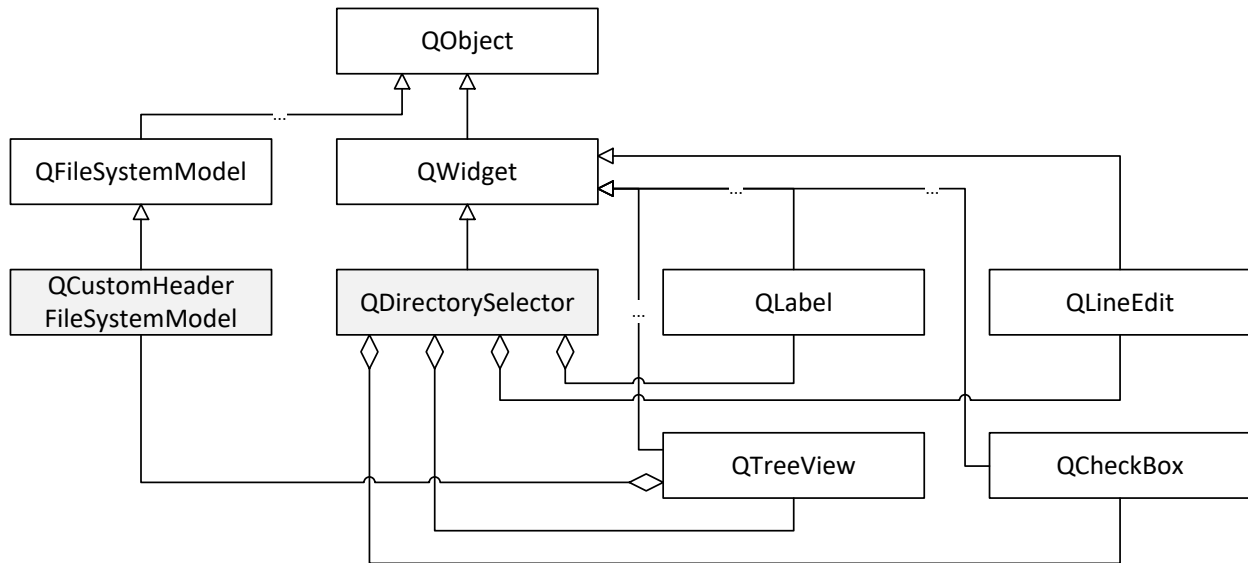 QObject
...
QFileSystemModel
QWidget
...
...
QCustomHeader
FileSystemModel
QDirectorySelector
QLabel
QLineEdit
...
QTreeView
QCheckBox